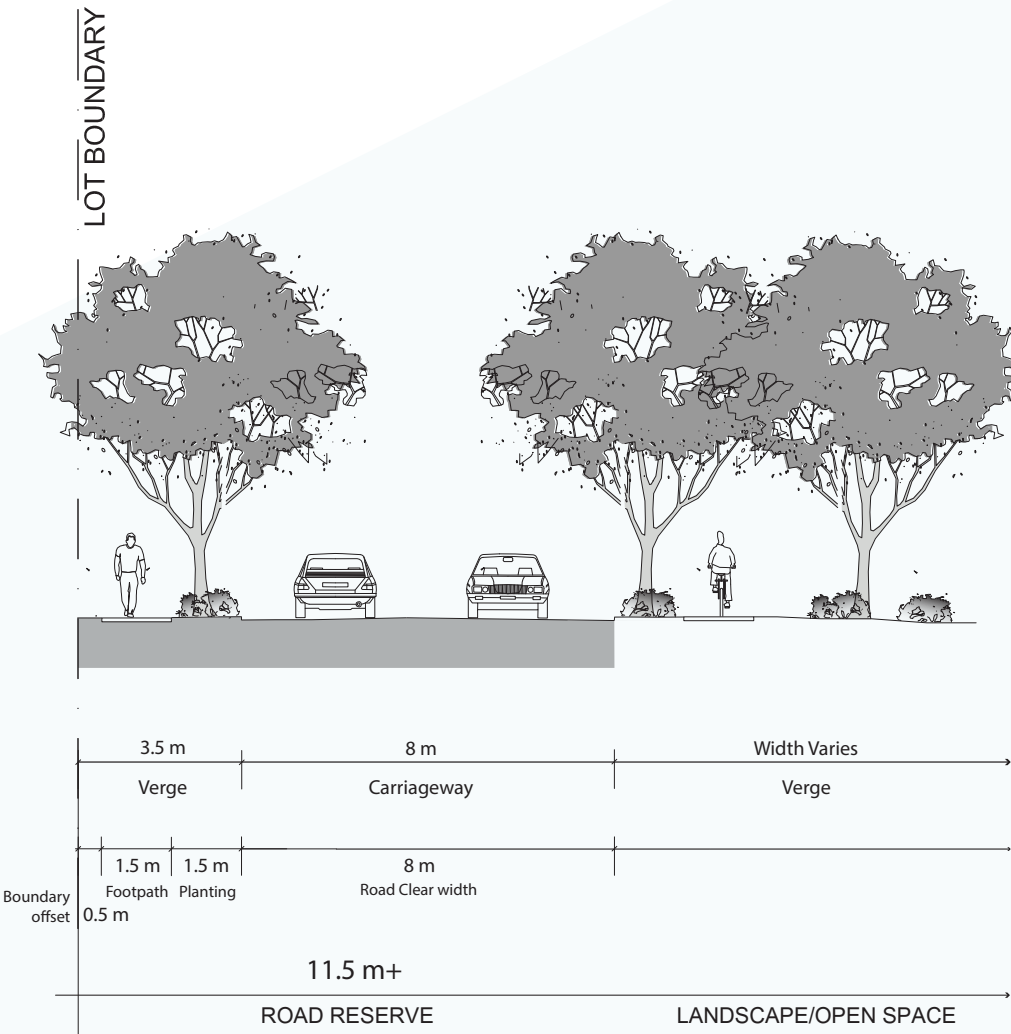 LOT BOUNDARY
3.5 m
8 m
Width Varies
Verge
Carriageway
Verge
1.5 m
1.5 m
8 m
Footpath
Planting
Road Clear width
Boundary
offset
0.5 m
11.5 m+
ROAD RESERVE
LANDSCAPE/OPEN SPACE